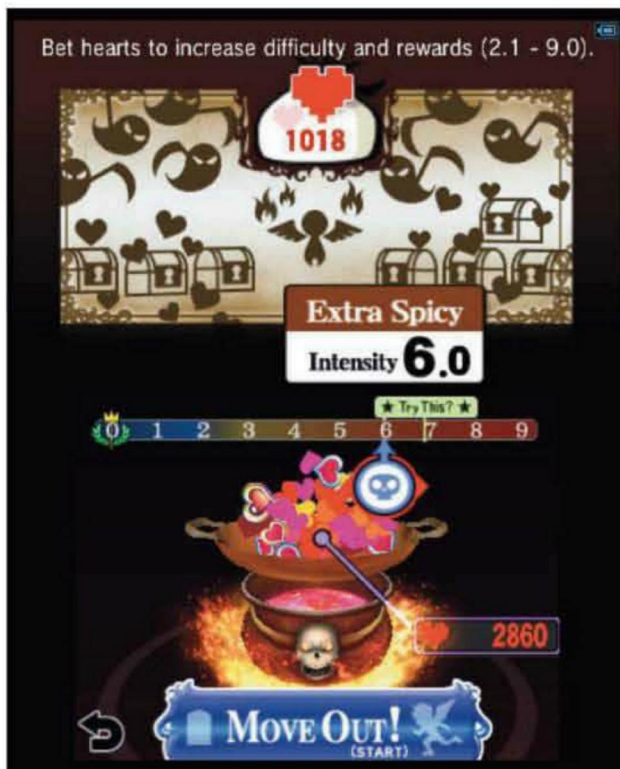 Bet hearts to increase difficulty and rewards (2.1 - 9.0).
1018
Extra Spicy
Intensity 6.0
★ Try This? ★
0 1 2 3 4 5 6 7 8 9
2860
MOVE OUT!
(START)